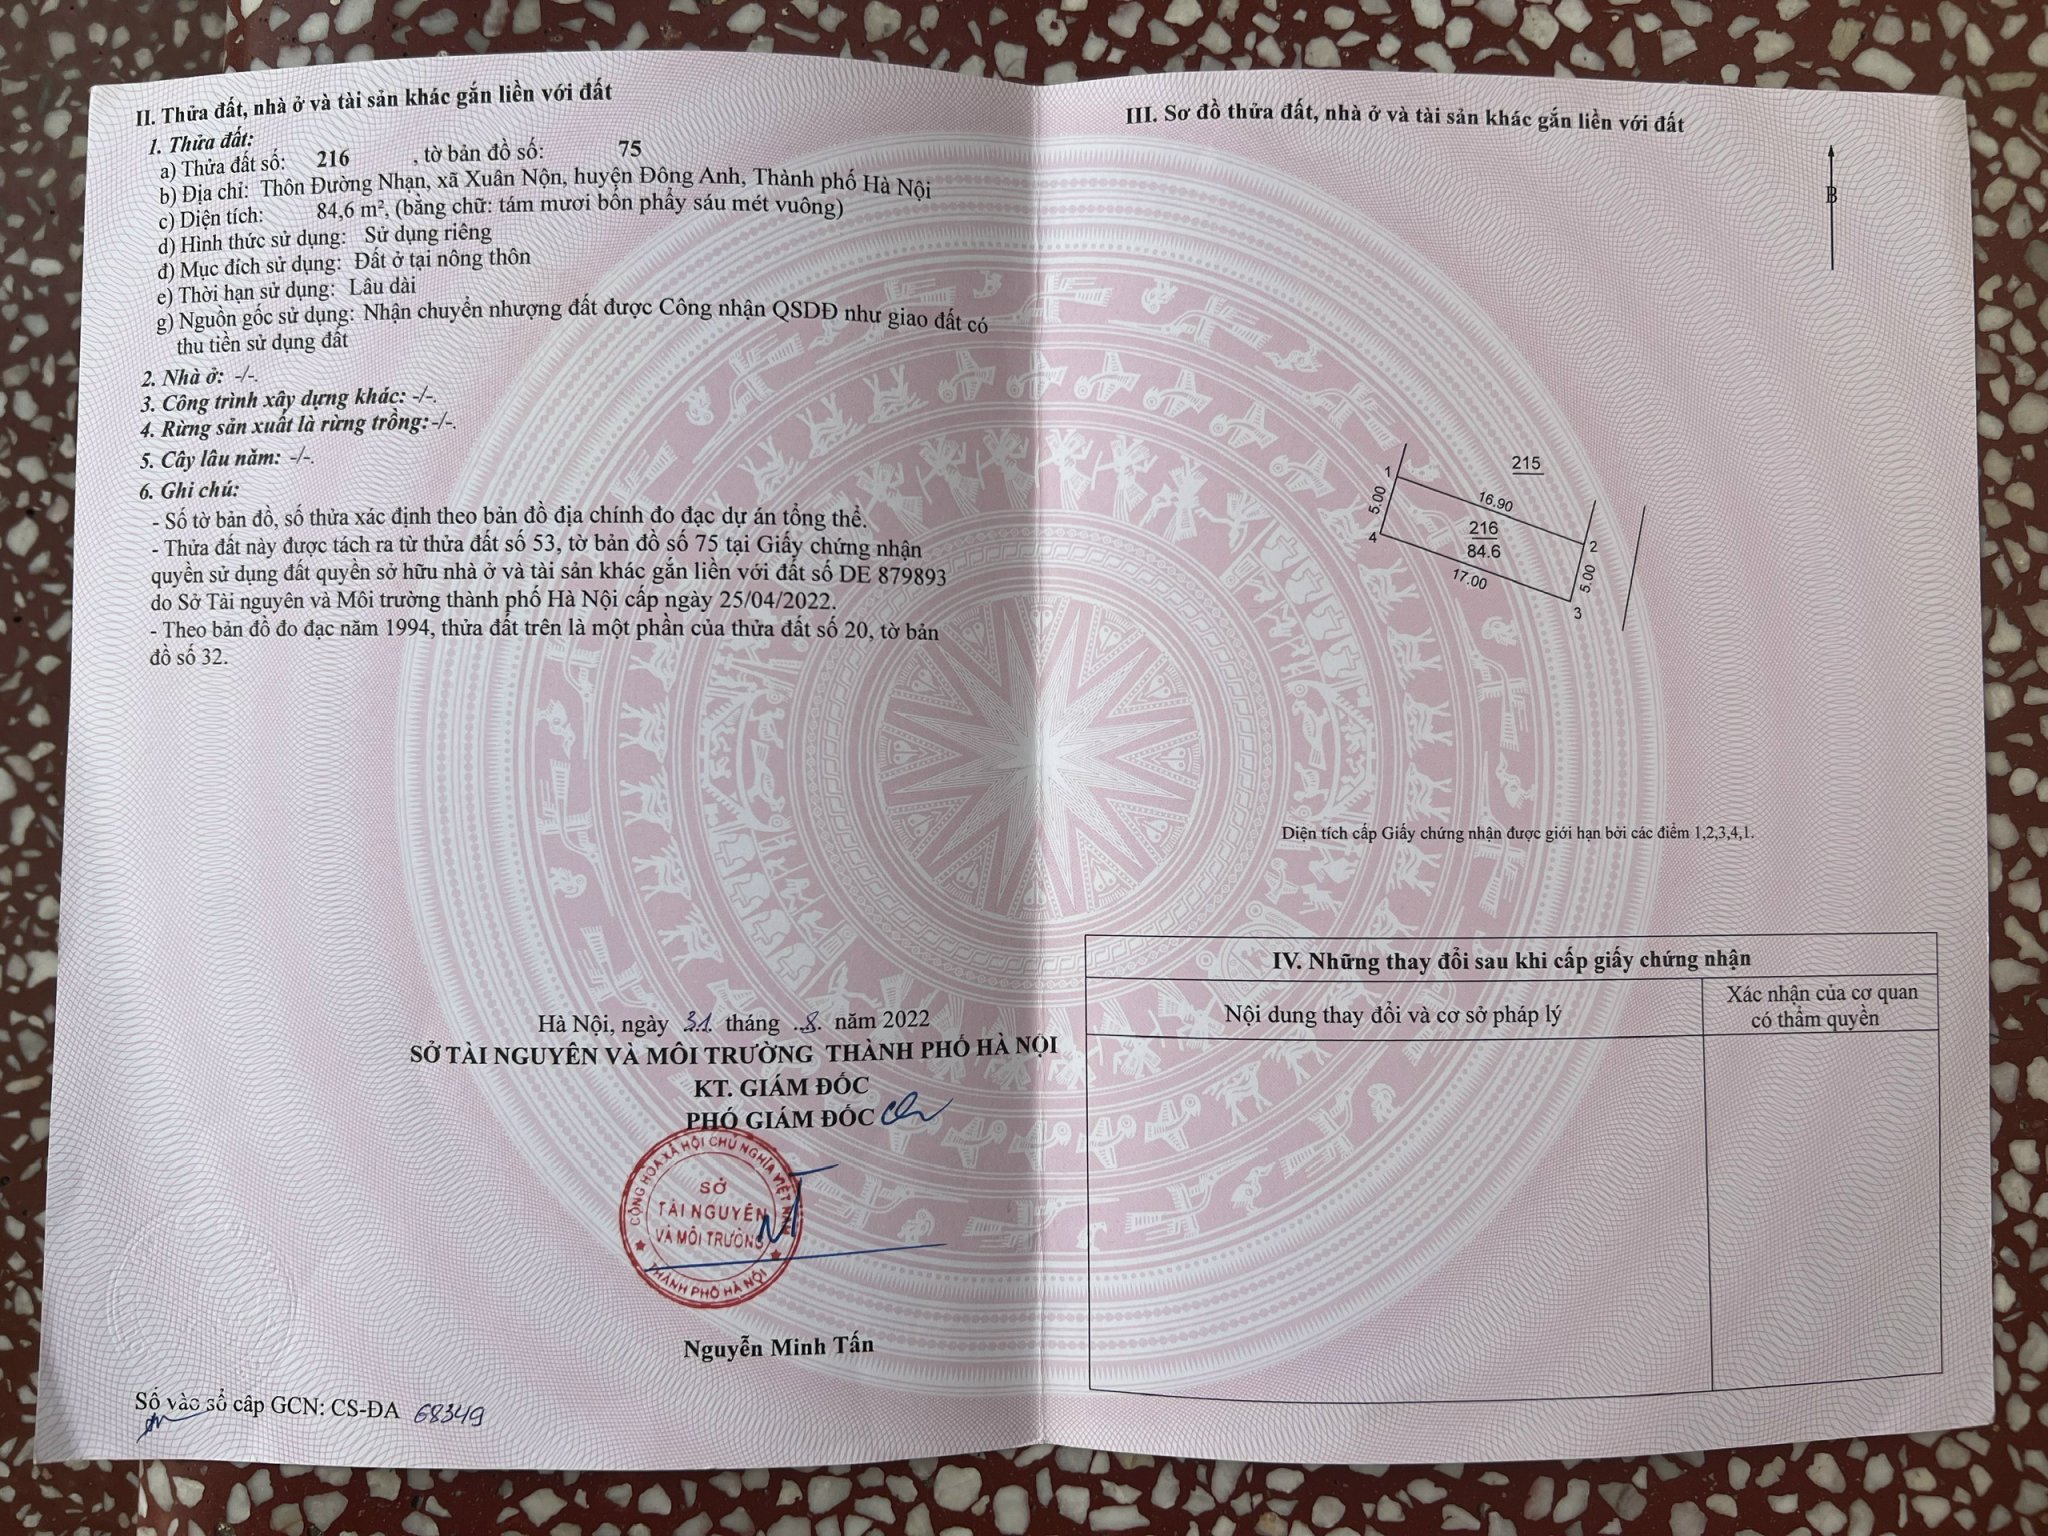 II. Thửa đất, nhà ở và tài sản khác gắn liền với đất
1. Thửa đất:
a) Thửa đất số: 216 , tờ bản đồ số: 75
b) Địa chỉ: Thôn Đường Nhạn, xã Xuân Nộn, huyện Đông Anh, Thành phố Hà Nội
c) Diện tích: 84,6 m², (bằng chữ: tám mươi bốn phẩy sáu mét vuông)
d) Hình thức sử dụng: Sử dụng riêng
đ) Mục đích sử dụng: Đất ở tại nông thôn
e) Thời hạn sử dụng: Lâu dài
g) Nguồn gốc sử dụng: Nhận chuyển nhượng đất được Công nhận QSDĐ như giao đất có
thu tiền sử dụng đất
2. Nhà ở: -/-.
3. Công trình xây dựng khác: -/-.
4. Rừng sản xuất là rừng trồng: -/-.
5. Cây lâu năm: -/-.
6. Ghi chú:
- Số tờ bản đồ, số thửa xác định theo bản đồ địa chính đo đạc dự án tổng thể.
- Thửa đất này được tách ra từ thửa đất số 53, tờ bản đồ số 75 tại Giấy chứng nhận
quyền sử dụng đất quyền sở hữu nhà ở và tài sản khác gắn liền với đất số DE 879893
do Sở Tài nguyên và Môi trường thành phố Hà Nội cấp ngày 25/04/2022.
- Theo bản đồ đo đạc năm 1994, thửa đất trên là một phần của thửa đất số 20, tờ bản
đồ số 32.
Hà Nội, ngày 31 tháng 8 năm 2022
SỞ TÀI NGUYÊN VÀ MÔI TRƯỜNG THÀNH PHỐ HÀ NỘI
KT. GIÁM ĐỐC
PHÓ GIÁM ĐỐC
CỘNG HOÀ XÃ HỘI CHỦ NGHĨA VIỆT NAM
SỞ
TÀI NGUYÊN
VÀ MÔI TRƯỜNG
THÀNH PHỐ HÀ NỘI
Nguyễn Minh Tấn
Số vào sổ cấp GCN: CS-ĐA 68349
III. Sơ đồ thửa đất, nhà ở và tài sản khác gắn liền với đất
B
215
1
16.90
5.00
216
84.6
2
4
17.00
5.00
3
Diện tích cấp Giấy chứng nhận được giới hạn bởi các điểm 1,2,3,4,1.
IV. Những thay đổi sau khi cấp giấy chứng nhận
Nội dung thay đổi và cơ sở pháp lý
Xác nhận của cơ quan
có thẩm quyền